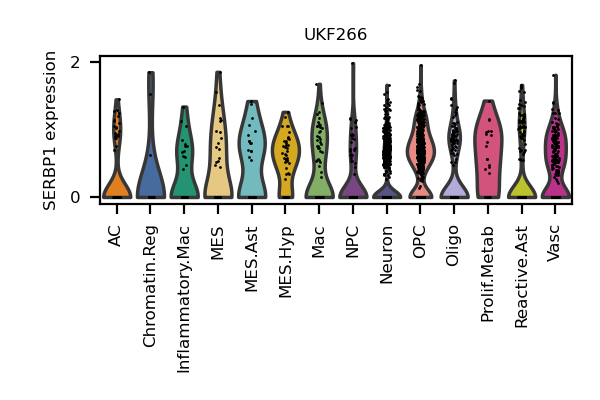 UKF266
SERBP1 expression
2
0
AC
Chromatin.Reg
Inflammatory.Mac
MES
MES.Ast
MES.Hyp
Mac
NPC
Neuron
OPC
Oligo
Prolif.Metab
Reactive.Ast
Vasc